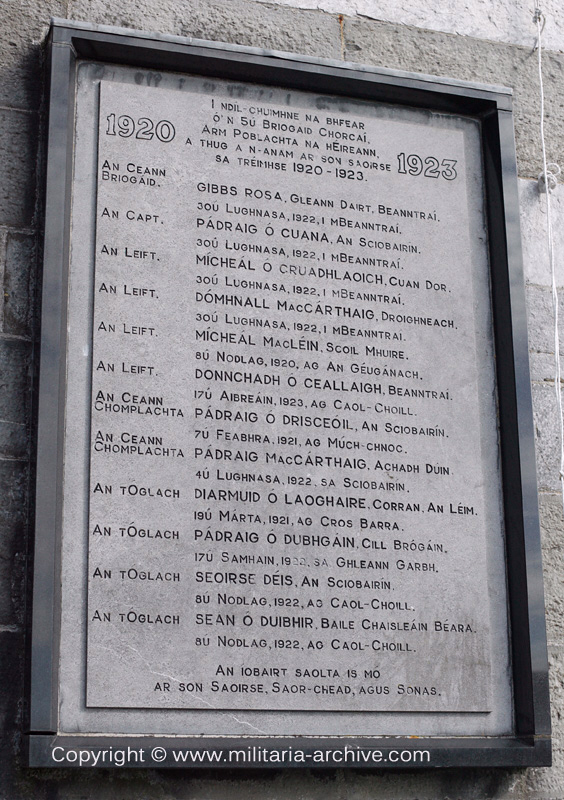 I nDíl-Chuimhne na bhFear
ó'n 5ú Briogaid Chorcaí,
1920 Arm Poblachta na hÉireann, 1923
a thug a n-anam ar son saoirse
sa tréimhse 1920-1923.
An Ceann Briogáid. Gibbs Rosa, Gleann Dairt, Beanntraí.
30ú Lughnasa, 1922, i mBeanntraí.
An Capt. Pádraig Ó Cuana, An Sciobairín.
30ú Lughnasa, 1922, i mBeanntraí.
An Leift. Mícheál Ó Cruadhlaoich, Cuan Dor.
30ú Lughnasa, 1922, i mBeanntraí.
An Leift. Dómhnall MacCárthaig, Droighneach.
30ú Lughnasa, 1922, i mBeanntraí.
An Leift. Mícheál MacLéin, Scoil Mhuire.
8ú Nodlag, 1920, ag An Géugánach.
An Leift. Donnchadh Ó Ceallaigh, Beanntraí.
17ú Aibreáin, 1923, ag Caol-Choill.
An Ceann Chomplachta Pádraig Ó Drisceóil, An Sciobairín.
7ú Feabhra, 1921, ag Múch-Chnoc.
An Ceann Chomplachta Pádraig MacCárthaig, Achadh Dúin
4ú Lughnasa, 1922, sa Sciobairín.
An tÓglach Diarmuid Ó Laoghaire, Corran, An Léim.
19ú Márta, 1921, ag Cros Barra.
An tÓglach Pádraig Ó Dubhgáin, Cill Brógáin.
17ú Samhain, 1922, sa Ghleann Garbh.
An tÓglach Seoirse Déis, An Sciobairín.
8ú Nodlag, 1922, ag Caol-Choill.
An tÓglach Sean Ó Duibhir, Baile Chaisleáin Beara.
8ú Nodlag, 1922, ag Caol-Choill.
An íobairt saolta is mó
ar son Saoirse, Saor-Chead, agus Sonas.
Copyright © www.militaria-archive.com